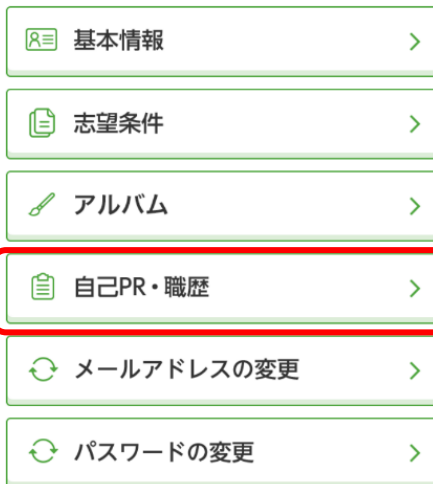 基本情報
志望条件
アルバム
自己PR・職歴
メールアドレスの変更
パスワードの変更